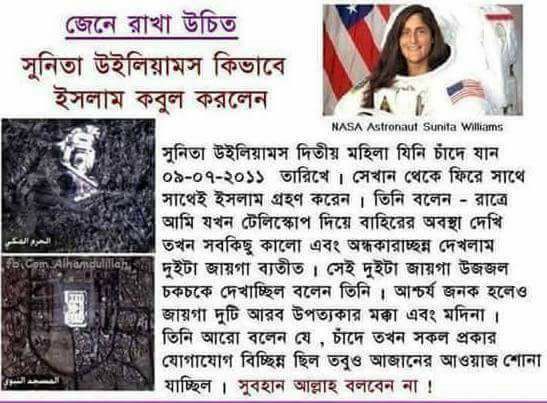 জেনে রাখা উচিত
সুনিতা উইলিয়ামস কিভাবে
ইসলাম কবুল করলেন
NASA Astronaut Sunita Williams
সুনিতা উইলিয়ামস দিতীয় মহিলা যিনি চাঁদে যান
০৯-০৭-২০১১ তারিখে । সেখান থেকে ফিরে সাথে
সাথেই ইসলাম গ্রহণ করেন । তিনি বলেন - রাত্রে
আমি যখন টেলিস্কোপ দিয়ে বাহিরের অবস্থা দেখি
তখন সবকিছু কালো এবং অন্ধকারাচ্ছন্ন দেখলাম
দুইটা জায়গা ব্যতীত । সেই দুইটা জায়গা উজজল
চকচকে দেখাচ্ছিল বলেন তিনি । আশ্চর্য জনক হলেও
জায়গা দুটি আরব উপত্যকার মক্কা এবং মদিনা ।
তিনি আরো বলেন যে , চাঁদে তখন সকল প্রকার
যোগাযোগ বিচ্ছিন্ন ছিল তবুও আজানের আওয়াজ শোনা
যাচ্ছিল । সুবহান আল্লাহ বলবেন না !
الحرم المكي
fb.Com Alhamdulillah
المسجد النبوي